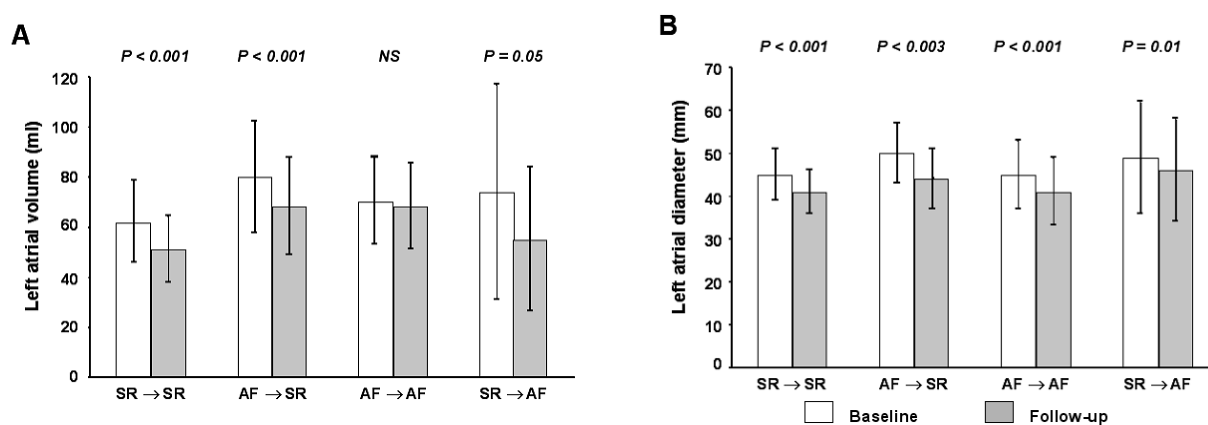 A
P < 0.001 P < 0.001 NS P = 0.05
Left atrial volume (ml)
120
100
80
60
40
20
0
SR → SR AF → SR AF → AF SR → AF
B
P < 0.001 P < 0.003 P < 0.001 P = 0.01
Left atrial diameter (mm)
70
60
50
40
30
20
10
0
SR → SR AF → SR AF → AF SR → AF
Baseline Follow-up